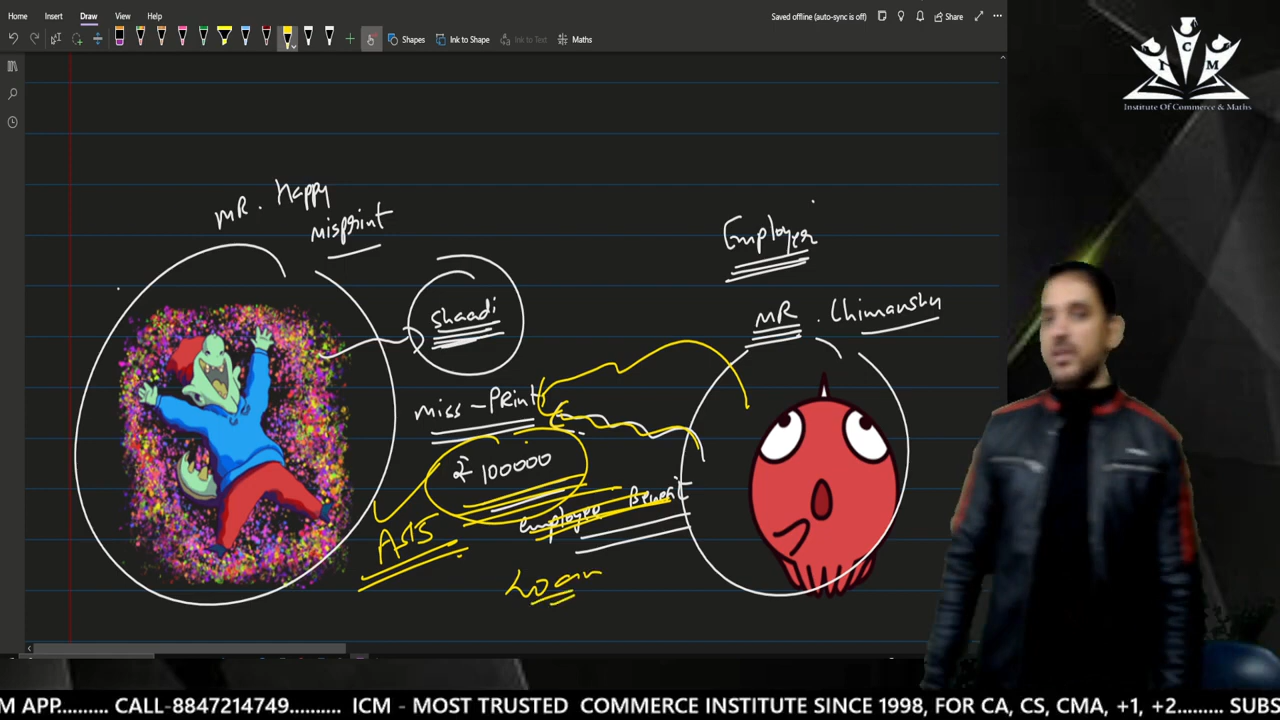 Home Insert Draw View Help
Saved offline (auto-sync is off) Share
Shapes Ink to Shape Ink to Text Maths
ICM
Institute Of Commerce & Maths
MR. Happy
misprint
Employer
shaadi
MR. Chimanshu
miss-Print
₹ 100000
Employee Benefit
AS15
Loan
M APP......... CALL-8847214749.......... ICM - MOST TRUSTED COMMERCE INSTITUTE SINCE 1998, FOR CA, CS, CMA, +1, +2......... SUBS